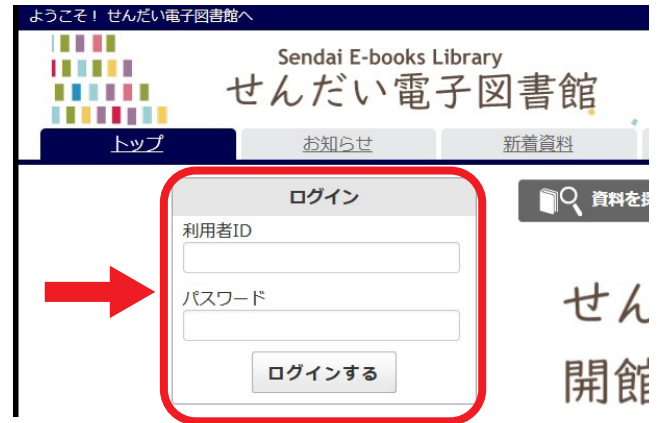 ようこそ！ せんだい電子図書館へ
Sendai E-books Library
せんだい電子図書館
トップ お知らせ 新着資料
ログイン
資料を
利用者ID
パスワード
せん
ログインする
開館